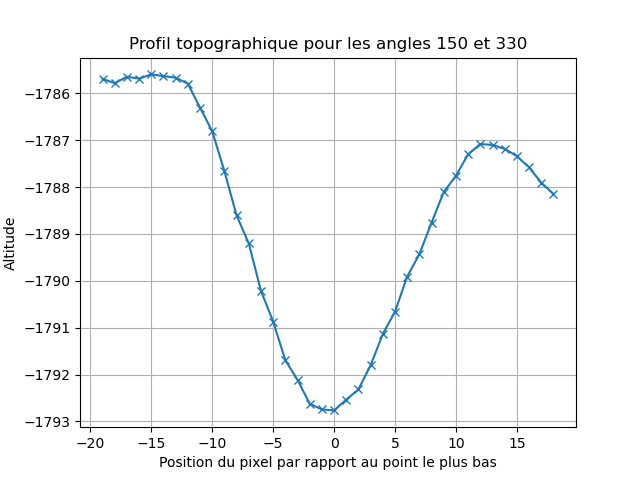 Profil topographique pour les angles 150 et 330
Altitude
−1786
−1787
−1788
−1789
−1790
−1791
−1792
−1793
−20 −15 −10 −5 0 5 10 15
Position du pixel par rapport au point le plus bas